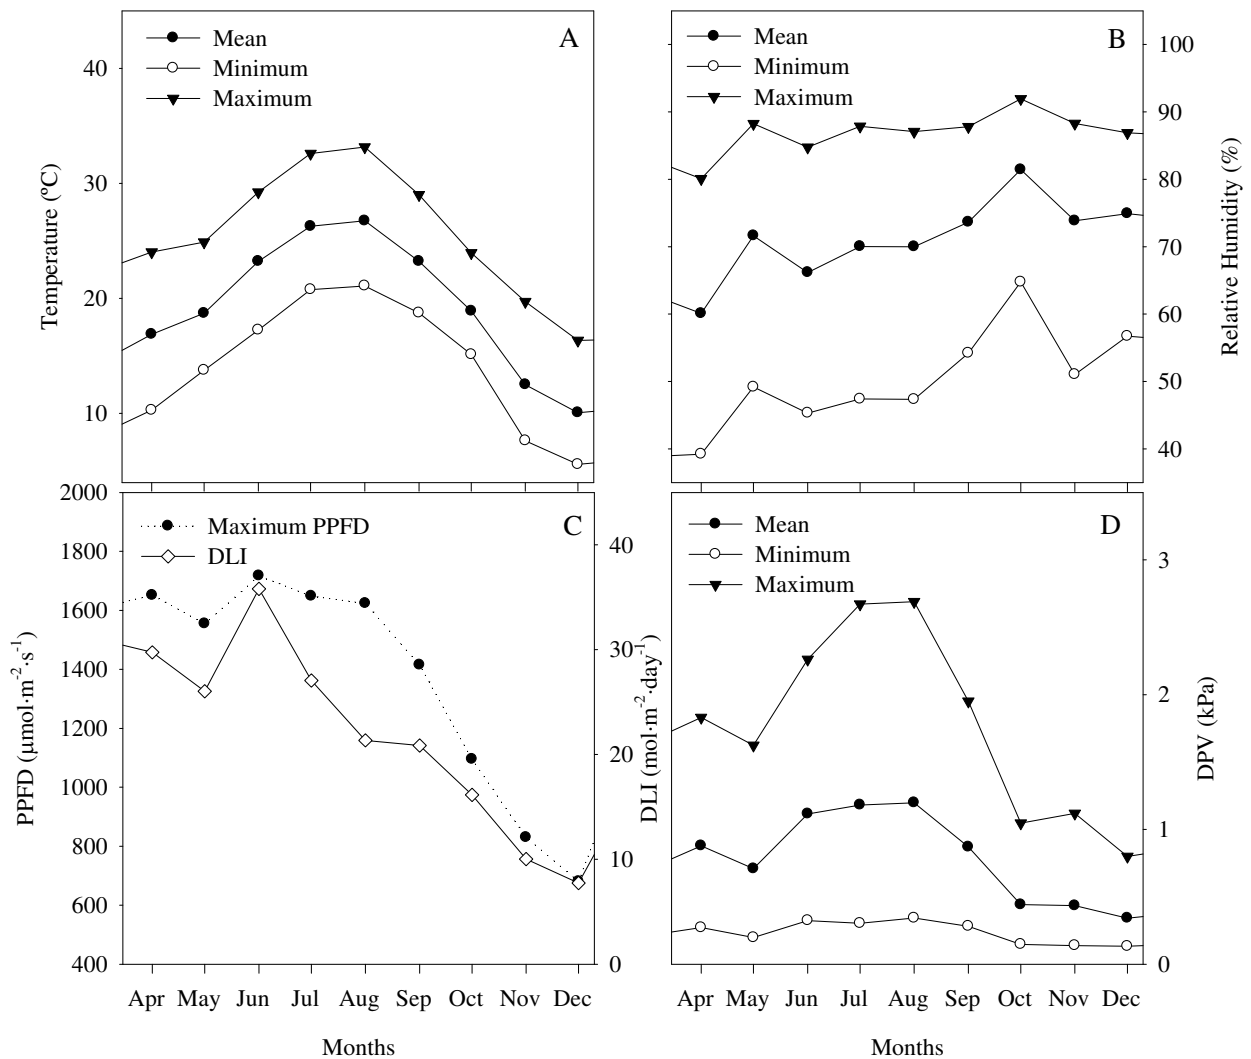 A
Mean
Minimum
Maximum
40
30
20
10
Temperature (ºC)
B
Mean
Minimum
Maximum
100
90
80
70
60
50
40
Relative Humidity (%)
C
Maximum PPFD
DLI
2000
1800
1600
1400
1200
1000
800
600
400
PPFD (μmol·m⁻²·s⁻¹)
40
30
20
10
0
DLI (mol·m⁻²·day⁻¹)
Apr May Jun Jul Aug Sep Oct Nov Dec
Months
D
Mean
Minimum
Maximum
3
2
1
0
DPV (kPa)
Apr May Jun Jul Aug Sep Oct Nov Dec
Months